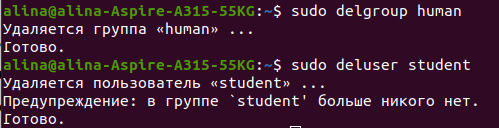 alina@alina-Aspire-A315-55KG:~$ sudo delgroup human
Удаляется группа «human» ...
Готово.
alina@alina-Aspire-A315-55KG:~$ sudo deluser student
Удаляется пользователь «student» ...
Предупреждение: в группе `student' больше никого нет.
Готово.